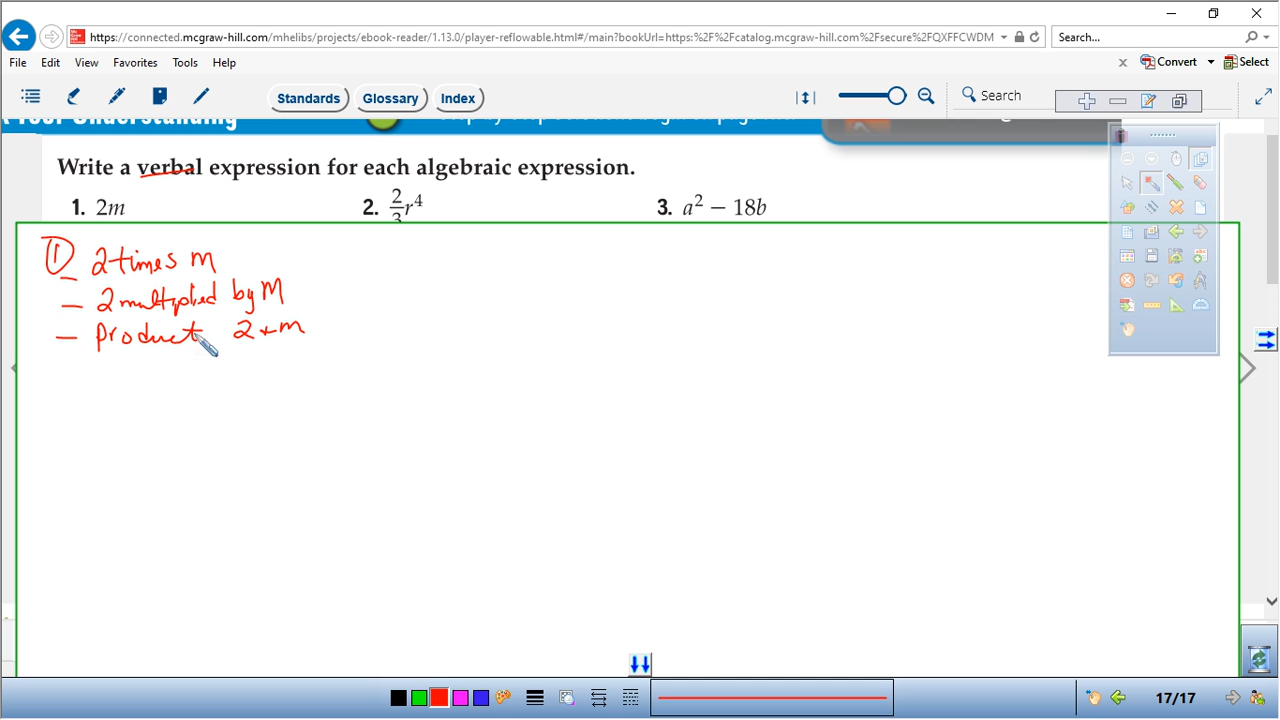 https://connected.mcgraw-hill.com/mhelibs/projects/ebook-reader/1.13.0/player-reflowable.html#/main?bookUrl=https:%2F%2Fcatalog.mcgraw-hill.com%2Fsecure%2FQXFFCWDM
Search...
File Edit View Favorites Tools Help
x Convert Select
Standards Glossary Index Search
Write a verbal expression for each algebraic expression.
1. 2m 2. 2/3 r⁴ 3. a² − 18b
① 2 times m
— 2 multiplied by M
— Product 2 + m
17/17